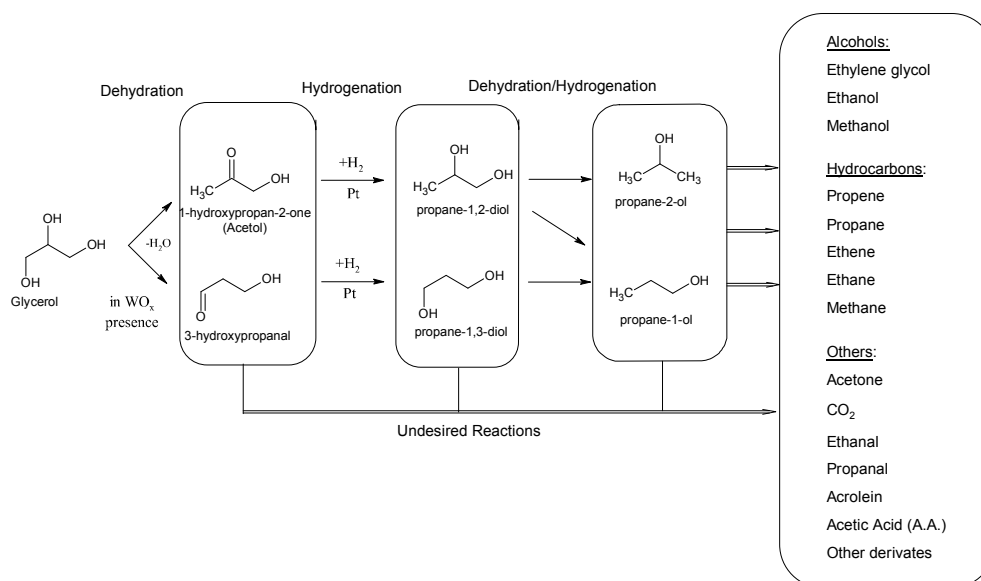 Dehydration
Hydrogenation
Dehydration/Hydrogenation
OH
OH
OH
Glycerol
-H₂O
in WOₓ
presence
O
H₃C
OH
1-hydroxypropan-2-one
(Acetol)
O
OH
3-hydroxypropanal
+H₂
Pt
+H₂
Pt
OH
H₃C
OH
propane-1,2-diol
OH
OH
propane-1,3-diol
OH
H₃C
CH₃
propane-2-ol
H₃C
OH
propane-1-ol
Undesired Reactions
Alcohols:
Ethylene glycol
Ethanol
Methanol
Hydrocarbons:
Propene
Propane
Ethene
Ethane
Methane
Others:
Acetone
CO₂
Ethanal
Propanal
Acrolein
Acetic Acid (A.A.)
Other derivates